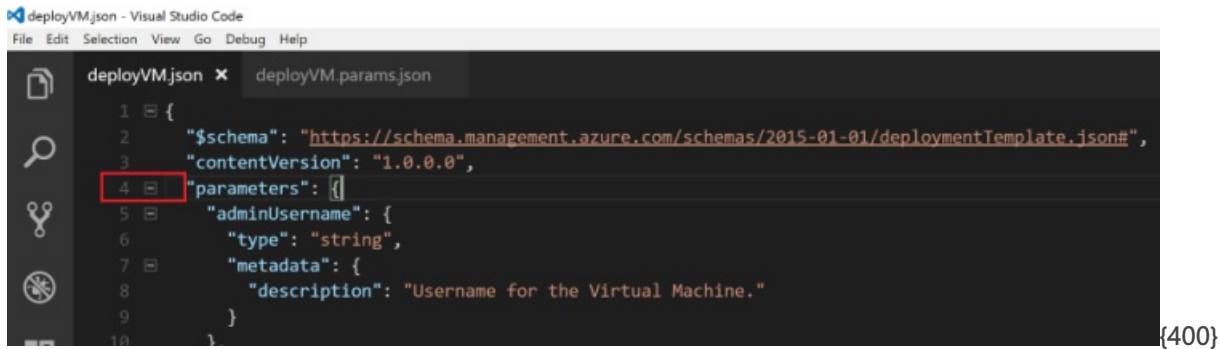 deployVM.json - Visual Studio Code
File Edit Selection View Go Debug Help
deployVM.json × deployVM.params.json
1 {
2 "$schema": "https://schema.management.azure.com/schemas/2015-01-01/deploymentTemplate.json#",
3 "contentVersion": "1.0.0.0",
4 "parameters": {
5 "adminUsername": {
6 "type": "string",
7 "metadata": {
8 "description": "Username for the Virtual Machine."
9 }
10 },
{400}